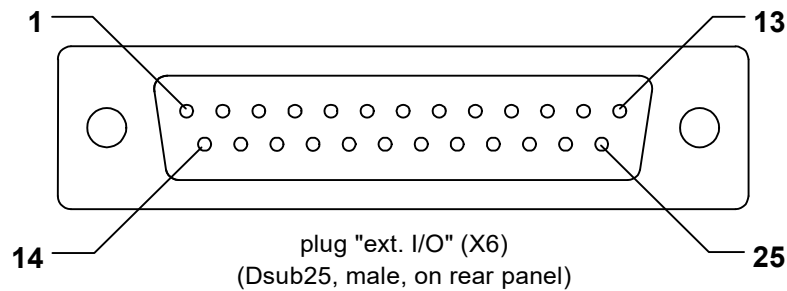 1
13
14
25
plug "ext. I/O" (X6)
(Dsub25, male, on rear panel)